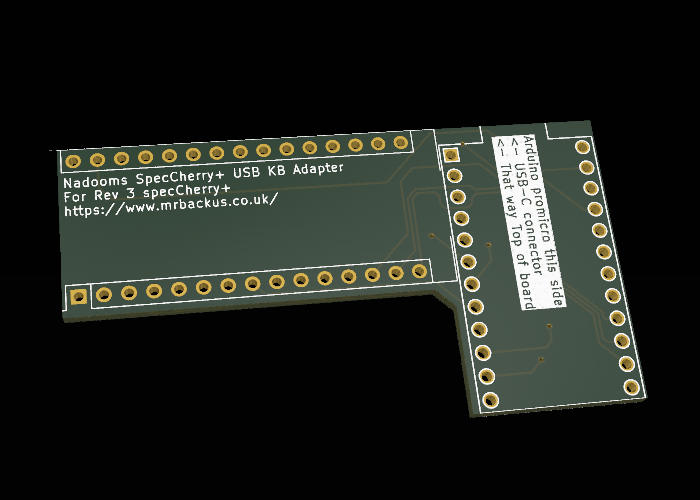 Nadooms SpecCherry+ USB KB Adapter
For Rev 3 specCherry+
https://www.mrbackus.co.uk/
Arduino promicro this side
<- USB-C connector
<- That way Top of board